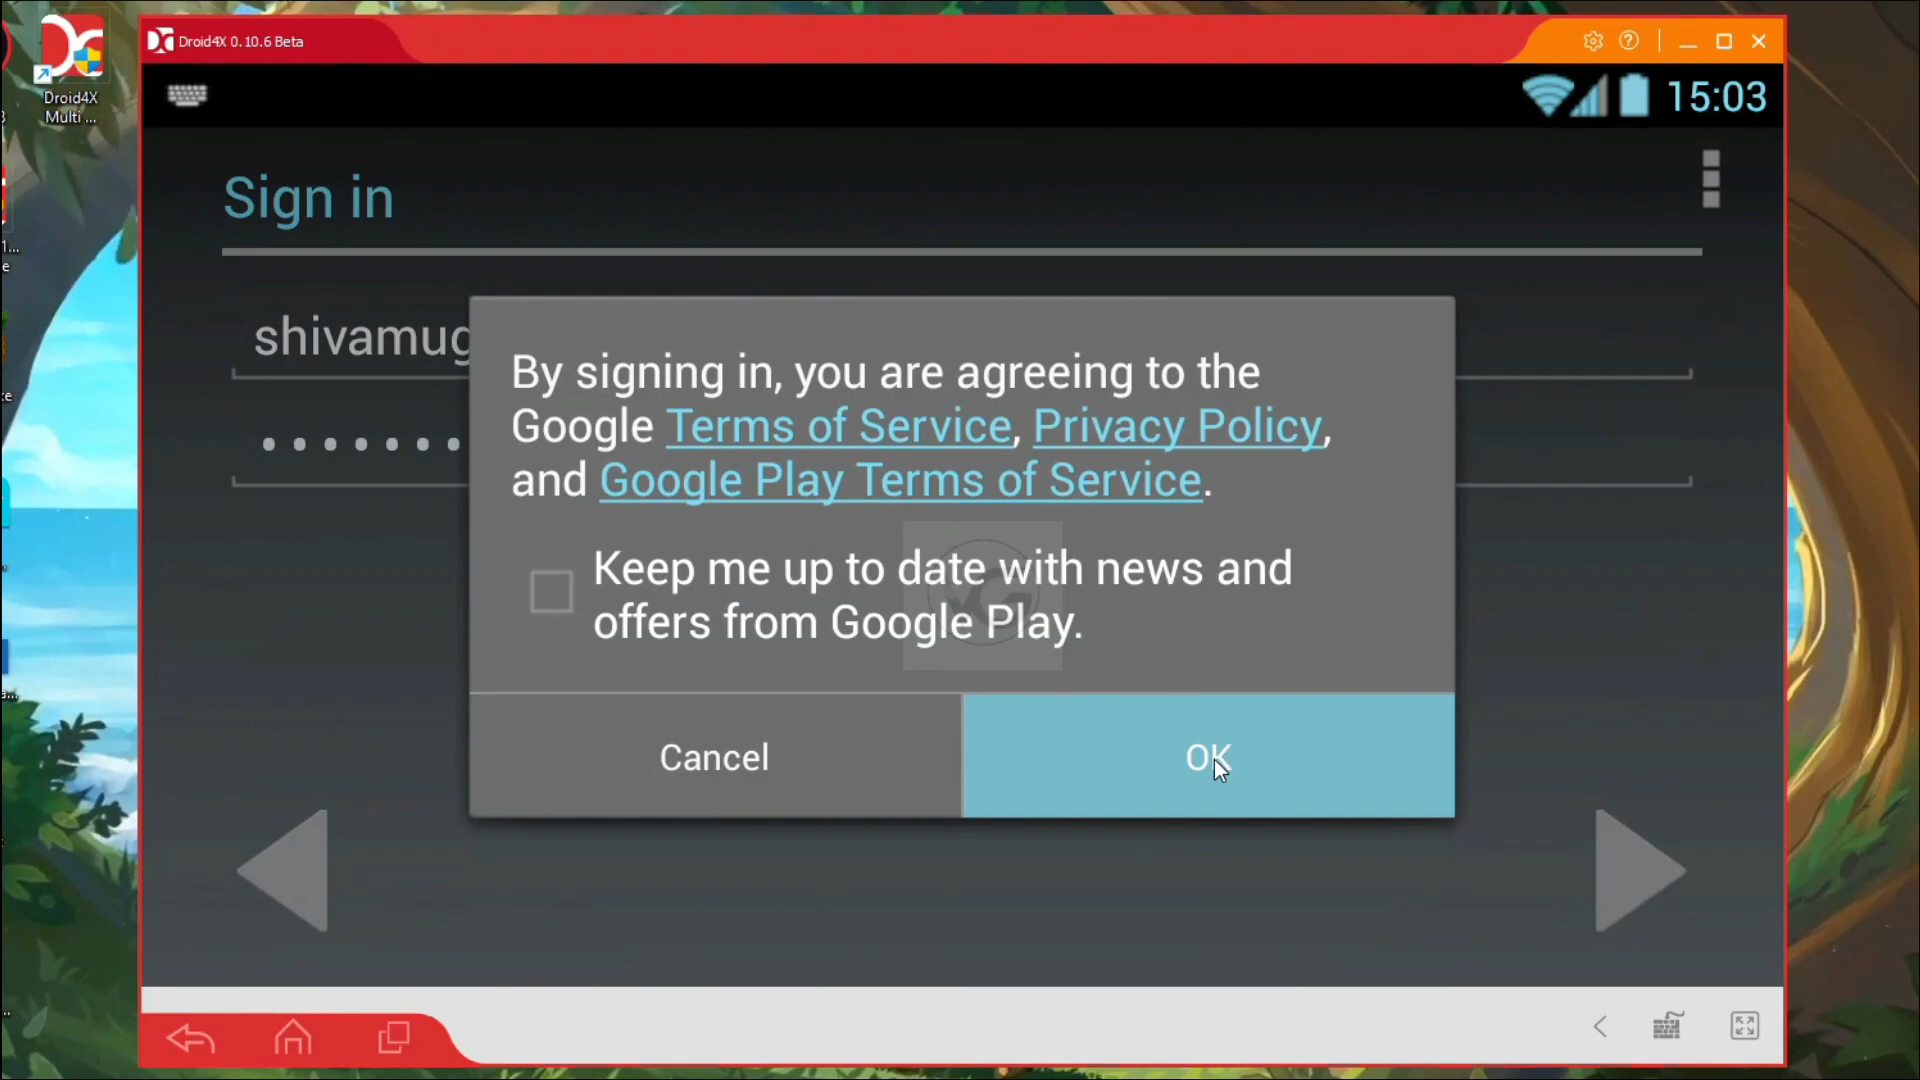 Droid4X 0.10.6 Beta
Droid4X
Multi ...
15:03
Sign in
shivamug
By signing in, you are agreeing to the
Google Terms of Service, Privacy Policy,
and Google Play Terms of Service.
Keep me up to date with news and
offers from Google Play.
Cancel
OK